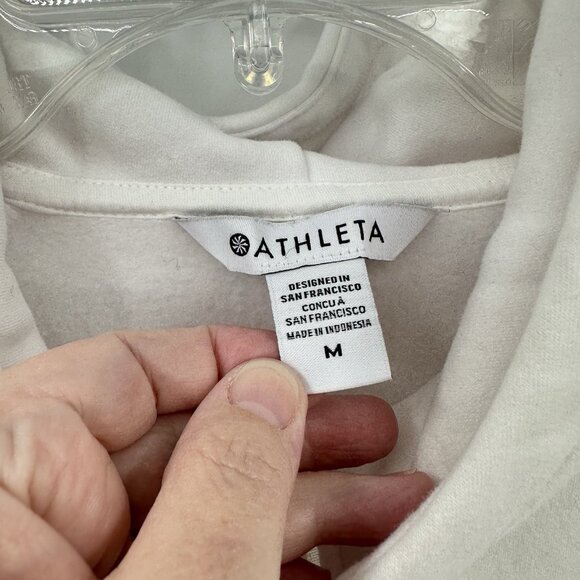 ATHLETA
DESIGNED IN
SAN FRANCISCO
CONCU À
SAN FRANCISCO
MADE IN INDONESIA
M